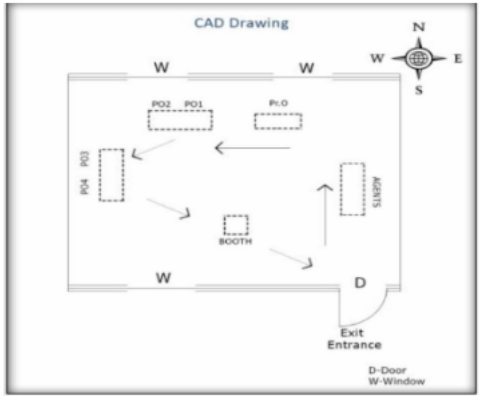 CAD Drawing
N
W E
S
W W
PO2 PO1 Pr.O
PO3
PO4
AGENTS
BOOTH
W
D
Exit
Entrance
D-Door
W-Window